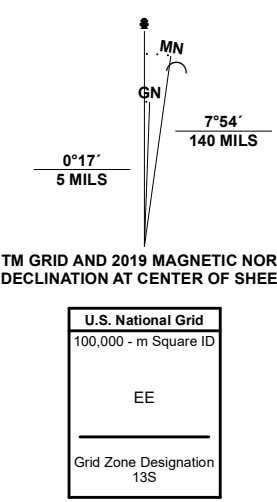 MN
GN
7°54´
140 MILS
0°17´
5 MILS
TM GRID AND 2019 MAGNETIC NOR
DECLINATION AT CENTER OF SHEE
U.S. National Grid
100,000 - m Square ID
EE
Grid Zone Designation
13S